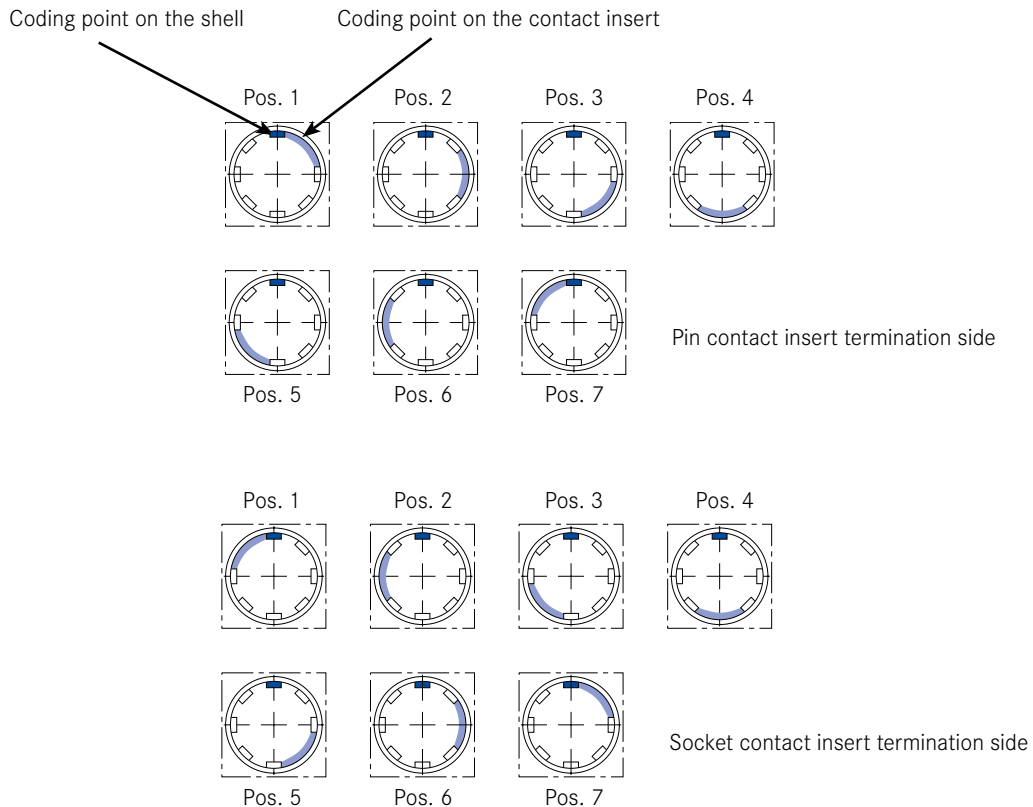 Coding point on the shell
Coding point on the contact insert
Pos. 1
Pos. 2
Pos. 3
Pos. 4
Pin contact insert termination side
Pos. 5
Pos. 6
Pos. 7
Pos. 1
Pos. 2
Pos. 3
Pos. 4
Socket contact insert termination side
Pos. 5
Pos. 6
Pos. 7